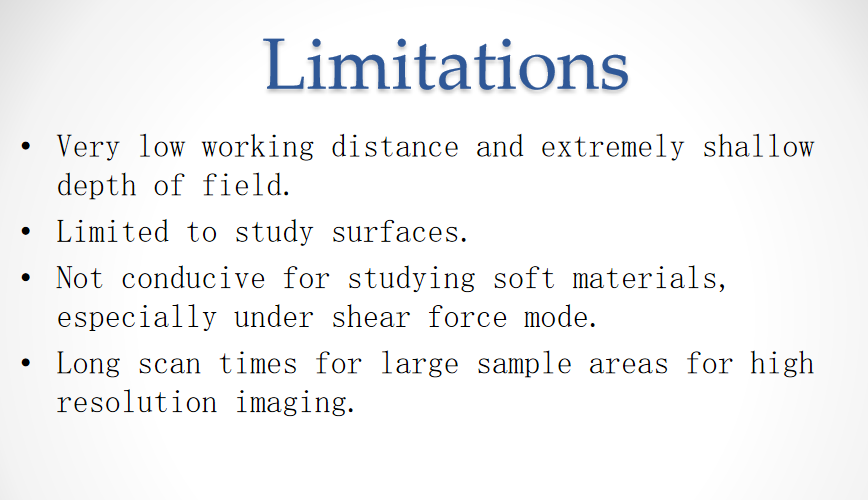 Limitations
• Very low working distance and extremely shallow
depth of field.
• Limited to study surfaces.
• Not conducive for studying soft materials,
especially under shear force mode.
• Long scan times for large sample areas for high
resolution imaging.